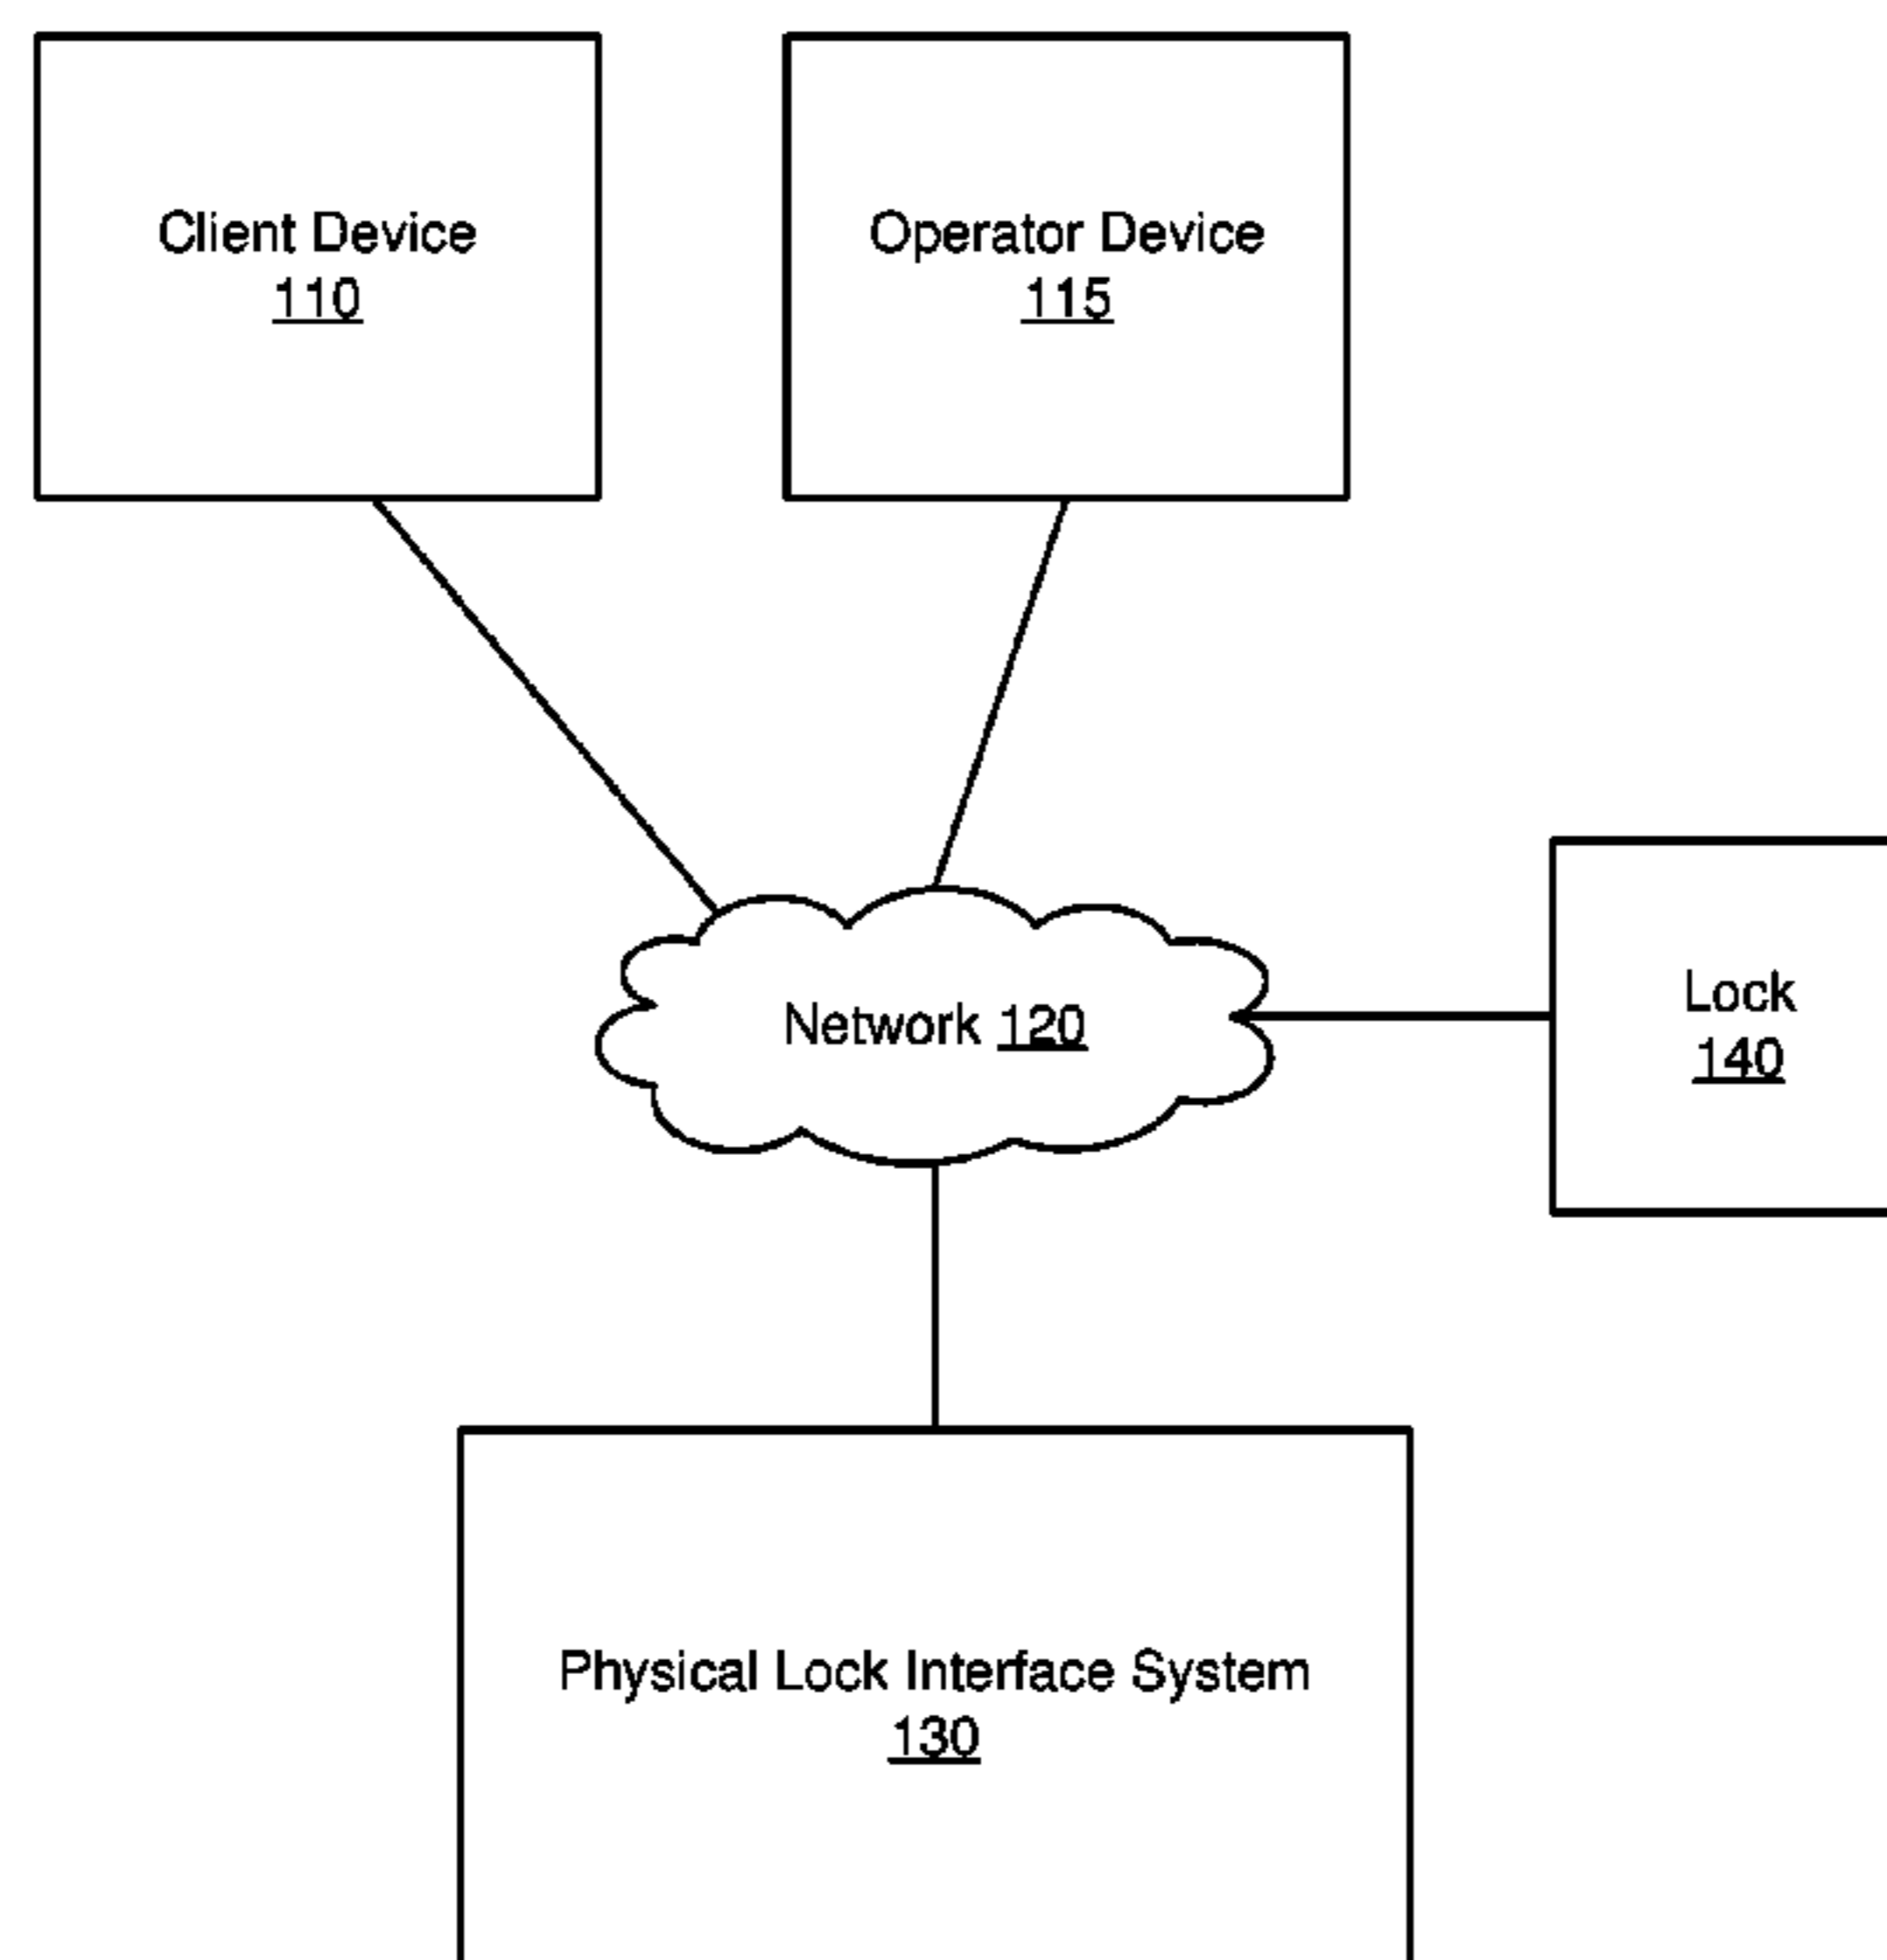 Client Device
110
Operator Device
115
Network 120
Lock
140
Physical Lock Interface System
130